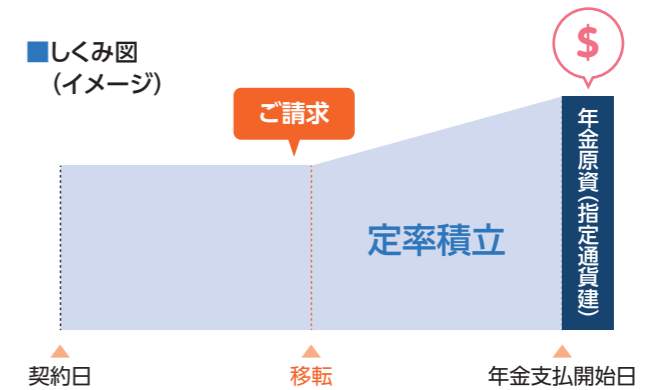 ■しくみ図
（イメージ）
$
ご請求
年金原資（指定通貨建）
定率積立
契約日
移転
年金支払開始日